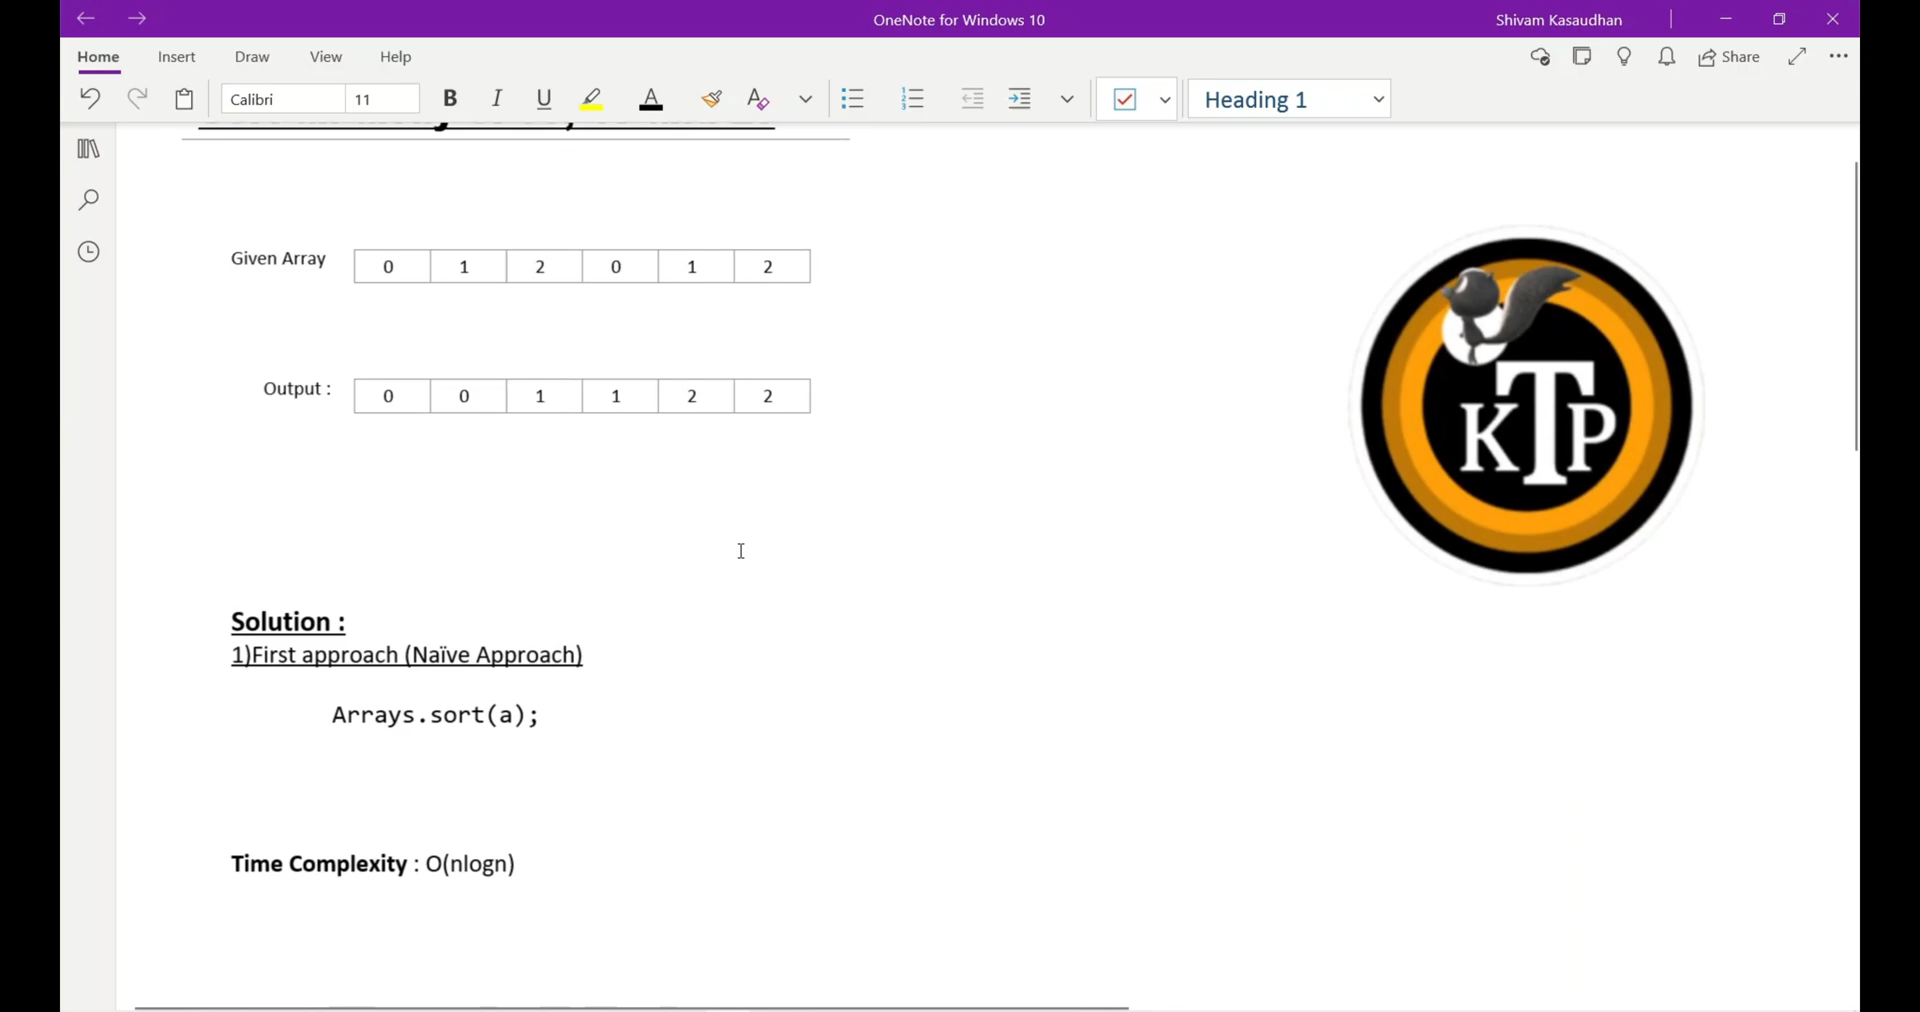 OneNote for Windows 10
Shivam Kasaudhan
Home Insert Draw View Help
Share
Calibri 11 B I U A A Heading 1
Given Array 0 1 2 0 1 2
Output : 0 0 1 1 2 2
KTP
Solution :
1)First approach (Naïve Approach)
Arrays.sort(a);
Time Complexity : O(nlogn)